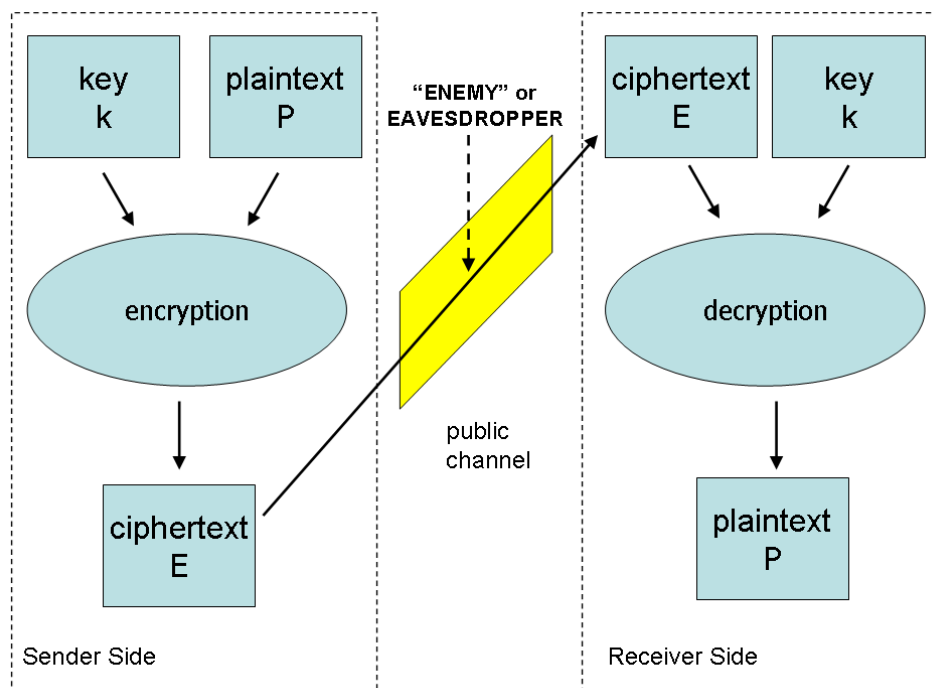 key
k
plaintext
P
encryption
ciphertext
E
Sender Side
“ENEMY” or
EAVESDROPPER
public
channel
ciphertext
E
key
k
decryption
plaintext
P
Receiver Side